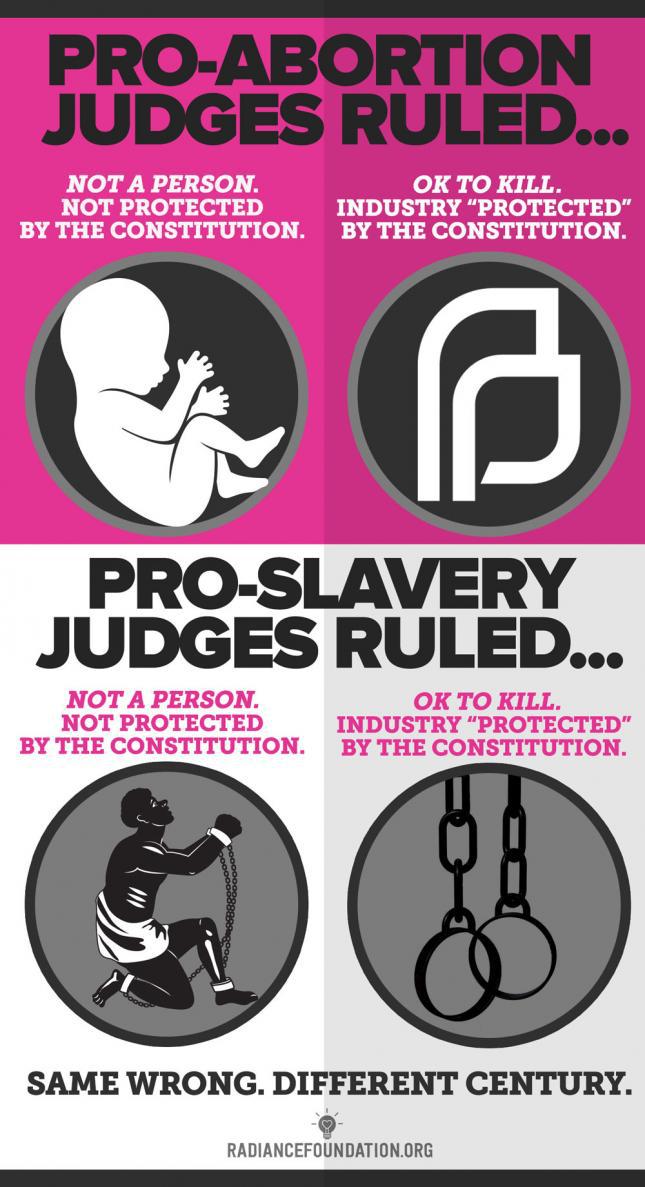 PRO-ABORTION
JUDGES RULED...
NOT A PERSON.
NOT PROTECTED
BY THE CONSTITUTION.
OK TO KILL.
INDUSTRY “PROTECTED”
BY THE CONSTITUTION.
PRO-SLAVERY
JUDGES RULED...
NOT A PERSON.
NOT PROTECTED
BY THE CONSTITUTION.
OK TO KILL.
INDUSTRY “PROTECTED”
BY THE CONSTITUTION.
SAME WRONG. DIFFERENT CENTURY.
RADIANCEFOUNDATION.ORG